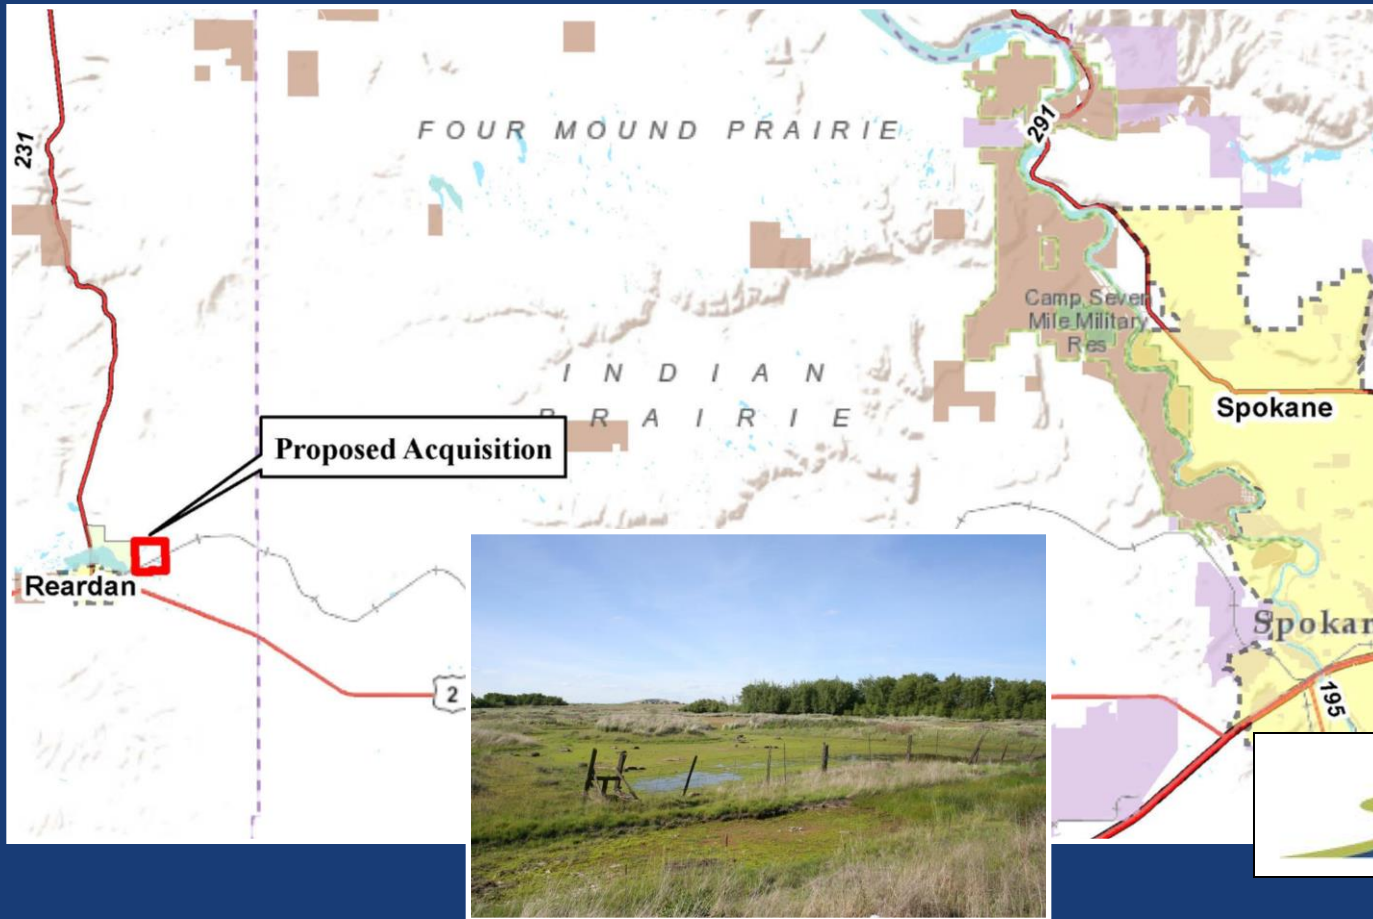 231
FOUR MOUND PRAIRIE
291
Camp Seven
Mile Military
Res
INDIAN
PRAIRIE
Spokane
Proposed Acquisition
Reardan
2
Spokan
195